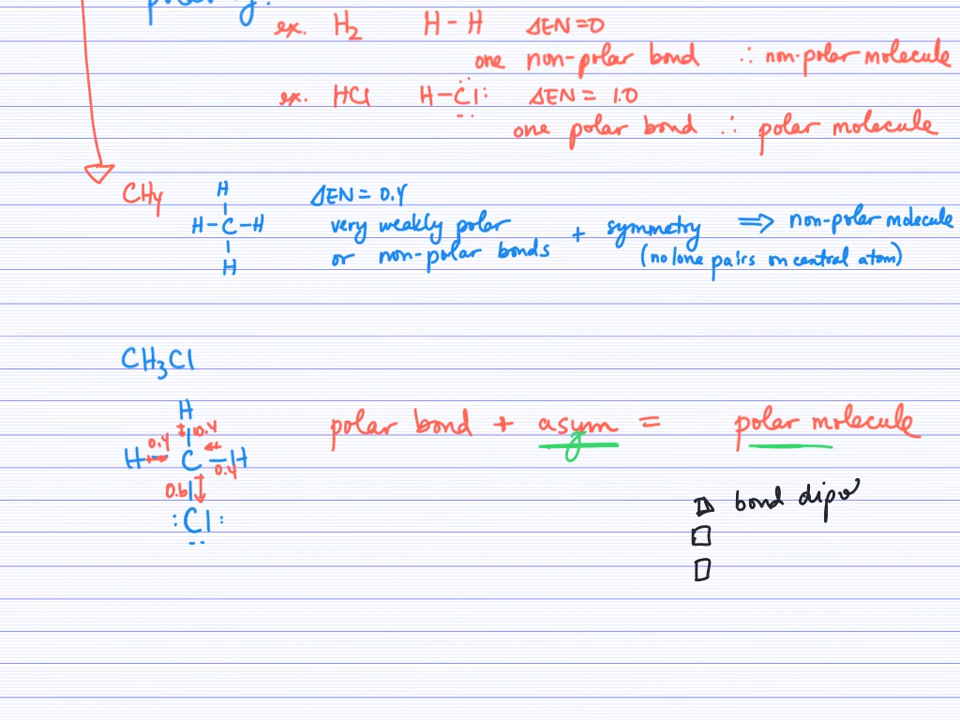 polarity?
ex. H2 H-H ΔEN=0
one non-polar bond ∴ non-polar molecule
ex. HCl H-Cl: ΔEN = 1.0
one polar bond ∴ polar molecule
CH4
H
H-C-H
H
ΔEN = 0.4
very weakly polar
or non-polar bonds
+ symmetry ⇒ non-polar molecule
(no lone pairs on central atom)
CH3Cl
H
0.4
0.4
H-C-H
0.4
0.6
:Cl:
polar bond + asym = polar molecule
bond dipo